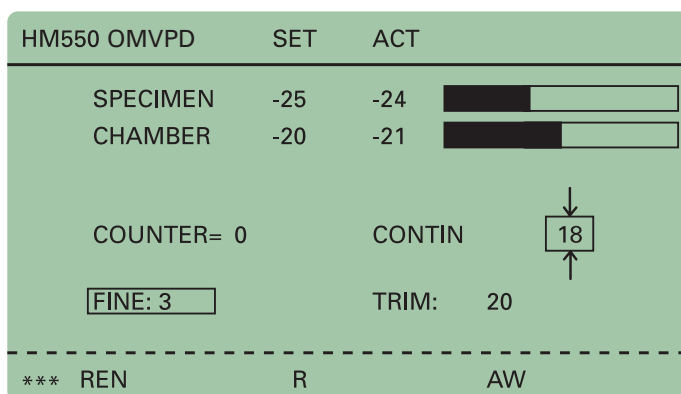 HM550 OMVPD SET ACT
SPECIMEN -25 -24
CHAMBER -20 -21
COUNTER= 0 CONTIN 18
FINE: 3 TRIM: 20
*** REN R AW